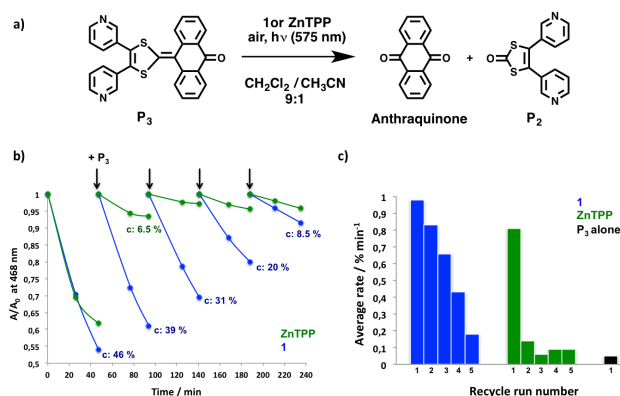 a)
N
S
S
O
N
P₃
1or ZnTPP
air, hν (575 nm)
CH₂Cl₂ / CH₃CN
9:1
O
O
Anthraquinone
+
N
S
O
S
N
P₂
b)
+ P₃
1
0,95
0,9
0,85
0,8
0,75
0,7
0,65
0,6
0,55
0,5
A/A₀ at 468 nm
c: 6.5 %
c: 8.5 %
c: 20 %
c: 31 %
c: 39 %
c: 46 %
ZnTPP
1
0 20 40 60 80 100 120 140 160 180 200 220 240
Time / min
c)
1
ZnTPP
P₃ alone
1
0,9
0,8
0,7
0,6
0,5
0,4
0,3
0,2
0,1
0
Average rate / % min⁻¹
1 2 3 4 5 1 2 3 4 5 1
Recycle run number